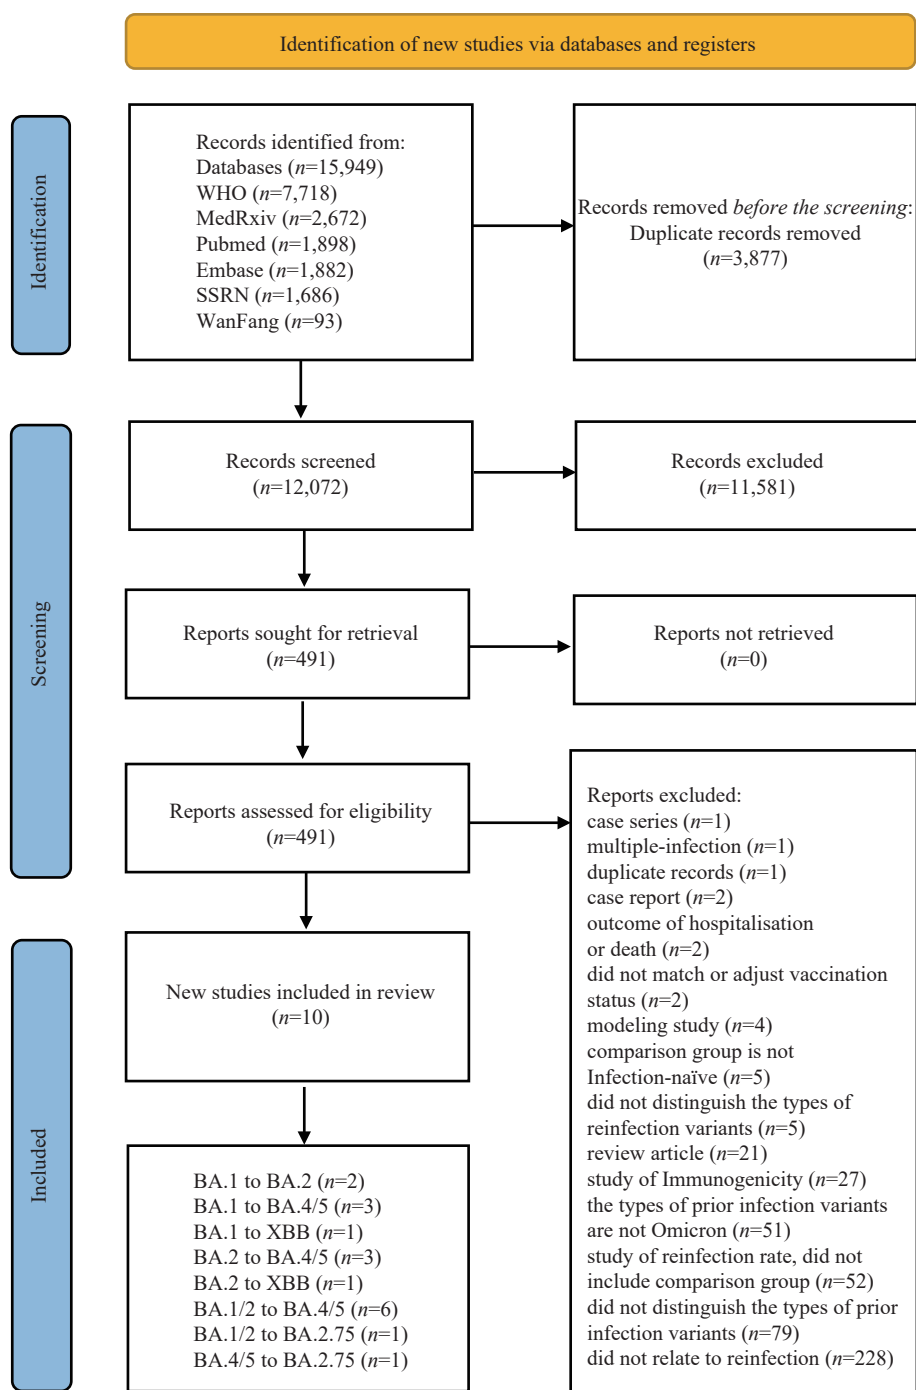 Identification of new studies via databases and registers
Identification
Records identified from:
Databases (n=15,949)
WHO (n=7,718)
MedRxiv (n=2,672)
Pubmed (n=1,898)
Embase (n=1,882)
SSRN (n=1,686)
WanFang (n=93)
Records removed before the screening:
Duplicate records removed
(n=3,877)
Screening
Records screened
(n=12,072)
Records excluded
(n=11,581)
Reports sought for retrieval
(n=491)
Reports not retrieved
(n=0)
Reports assessed for eligibility
(n=491)
Reports excluded:
case series (n=1)
multiple-infection (n=1)
duplicate records (n=1)
case report (n=2)
outcome of hospitalisation
or death (n=2)
did not match or adjust vaccination
status (n=2)
modeling study (n=4)
comparison group is not
Infection-naïve (n=5)
did not distinguish the types of
reinfection variants (n=5)
review article (n=21)
study of Immunogenicity (n=27)
the types of prior infection variants
are not Omicron (n=51)
study of reinfection rate, did not
include comparison group (n=52)
did not distinguish the types of prior
infection variants (n=79)
did not relate to reinfection (n=228)
Included
New studies included in review
(n=10)
BA.1 to BA.2 (n=2)
BA.1 to BA.4/5 (n=3)
BA.1 to XBB (n=1)
BA.2 to BA.4/5 (n=3)
BA.2 to XBB (n=1)
BA.1/2 to BA.4/5 (n=6)
BA.1/2 to BA.2.75 (n=1)
BA.4/5 to BA.2.75 (n=1)